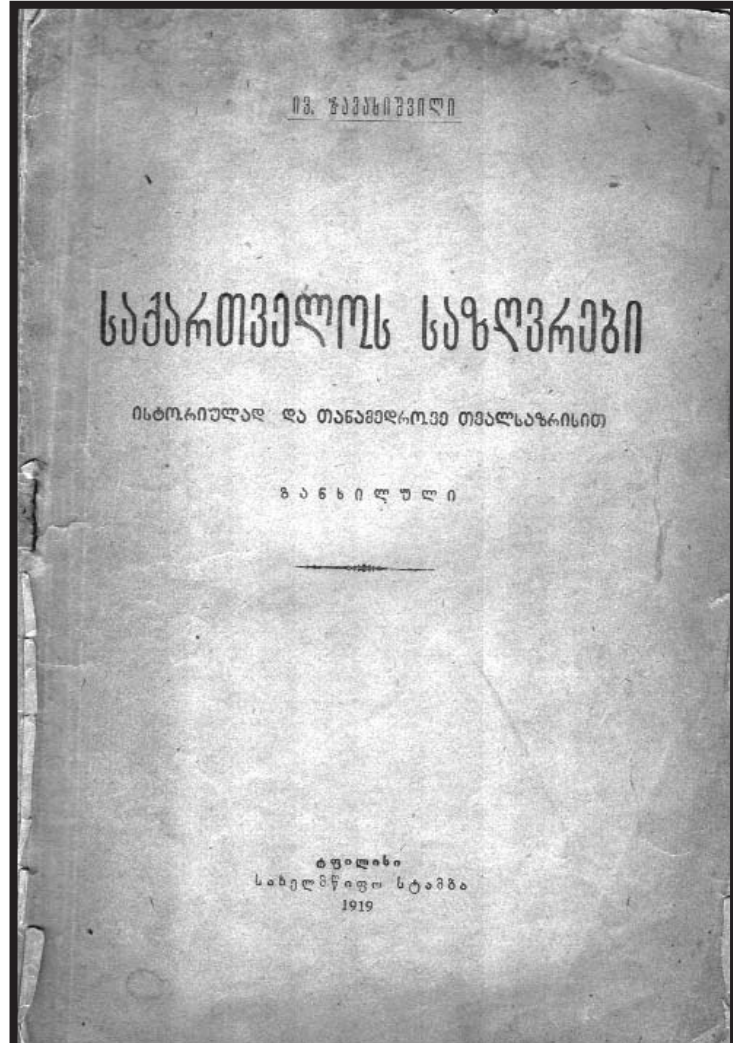 ივ. ჯავახიშვილი
საქართველოს საზღვრები
ისტორიულად და თანამედროვე თვალსაზრისით
განხილული
ტფილისი
სახელმწიფო სტამბა
1919